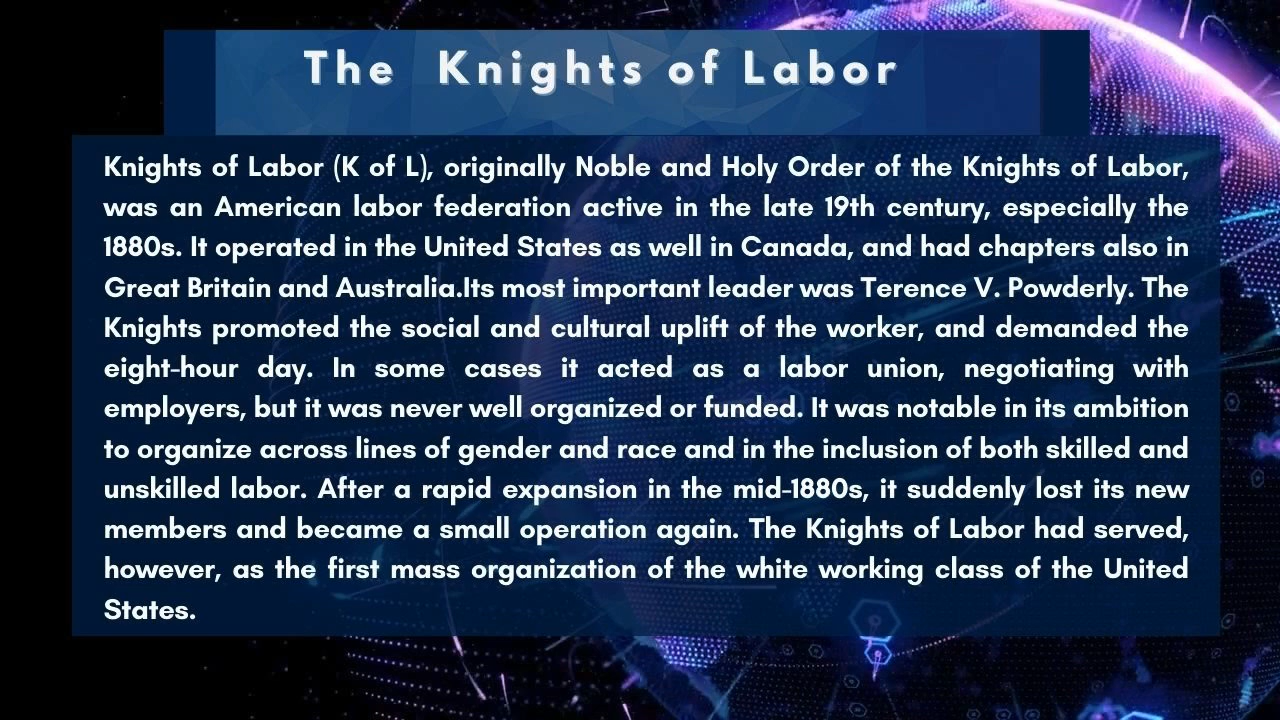 The Knights of Labor
Knights of Labor (K of L), originally Noble and Holy Order of the Knights of Labor,
was an American labor federation active in the late 19th century, especially the
1880s. It operated in the United States as well in Canada, and had chapters also in
Great Britain and Australia.Its most important leader was Terence V. Powderly. The
Knights promoted the social and cultural uplift of the worker, and demanded the
eight-hour day. In some cases it acted as a labor union, negotiating with
employers, but it was never well organized or funded. It was notable in its ambition
to organize across lines of gender and race and in the inclusion of both skilled and
unskilled labor. After a rapid expansion in the mid-1880s, it suddenly lost its new
members and became a small operation again. The Knights of Labor had served,
however, as the first mass organization of the white working class of the United
States.